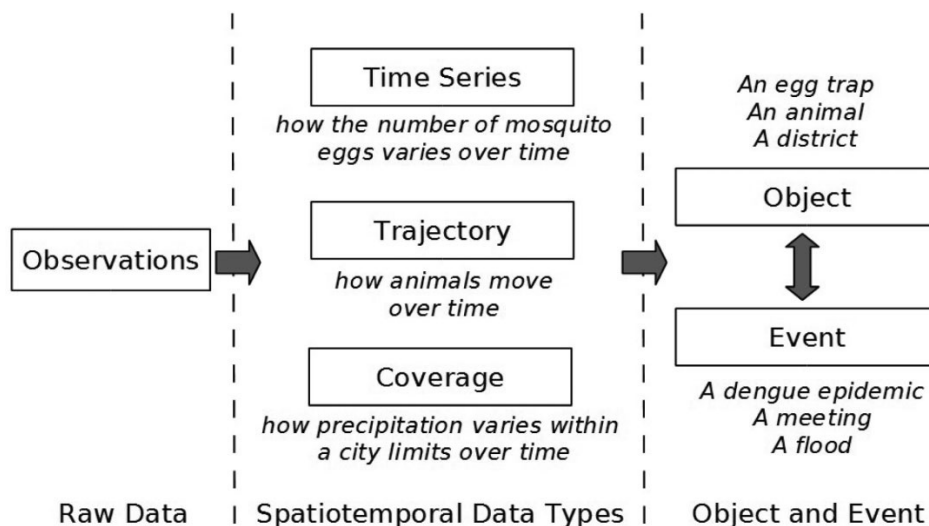 Observations
Raw Data
Time Series
how the number of mosquito
eggs varies over time
Trajectory
how animals move
over time
Coverage
how precipitation varies within
a city limits over time
Spatiotemporal Data Types
An egg trap
An animal
A district
Object
Event
A dengue epidemic
A meeting
A flood
Object and Event